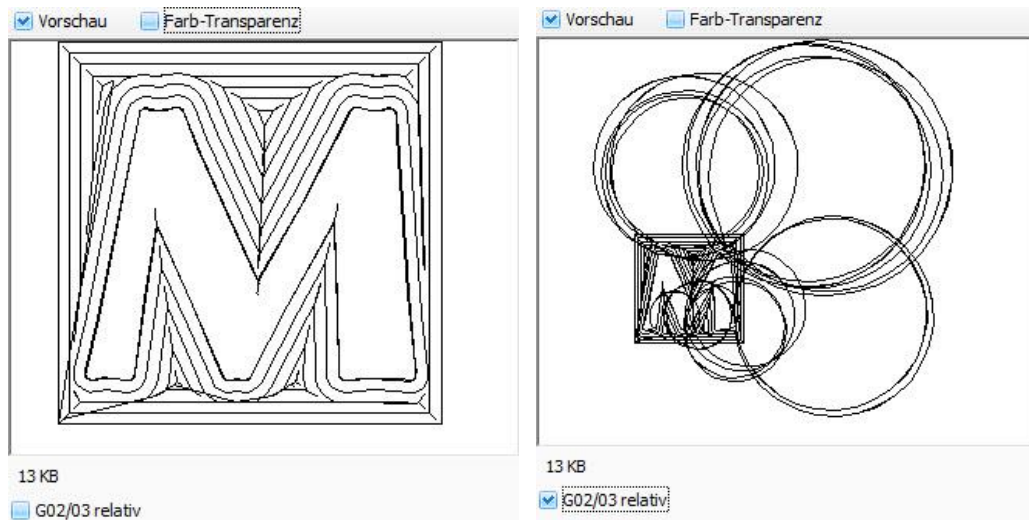 Vorschau Farb-Transparenz
M
13 KB
G02/03 relativ
Vorschau Farb-Transparenz
M
13 KB
G02/03 relativ